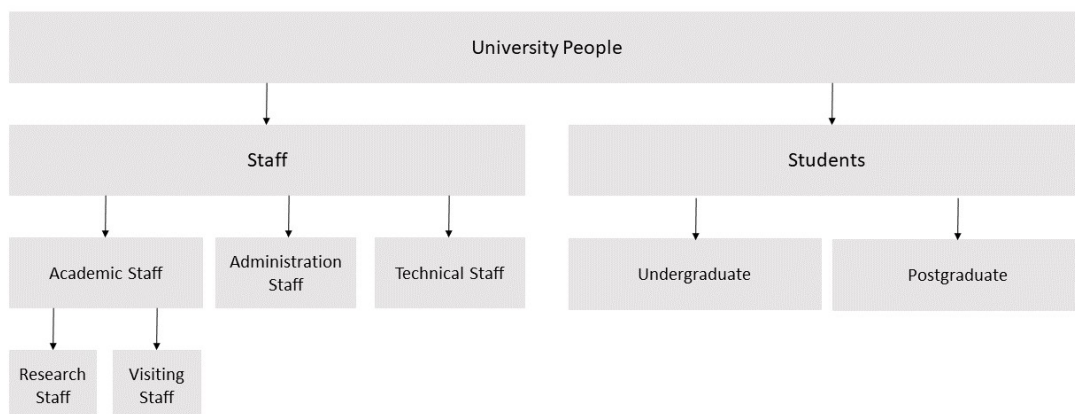 University People
Staff
Students
Academic Staff
Administration
Staff
Technical Staff
Undergraduate
Postgraduate
Research
Staff
Visiting
Staff